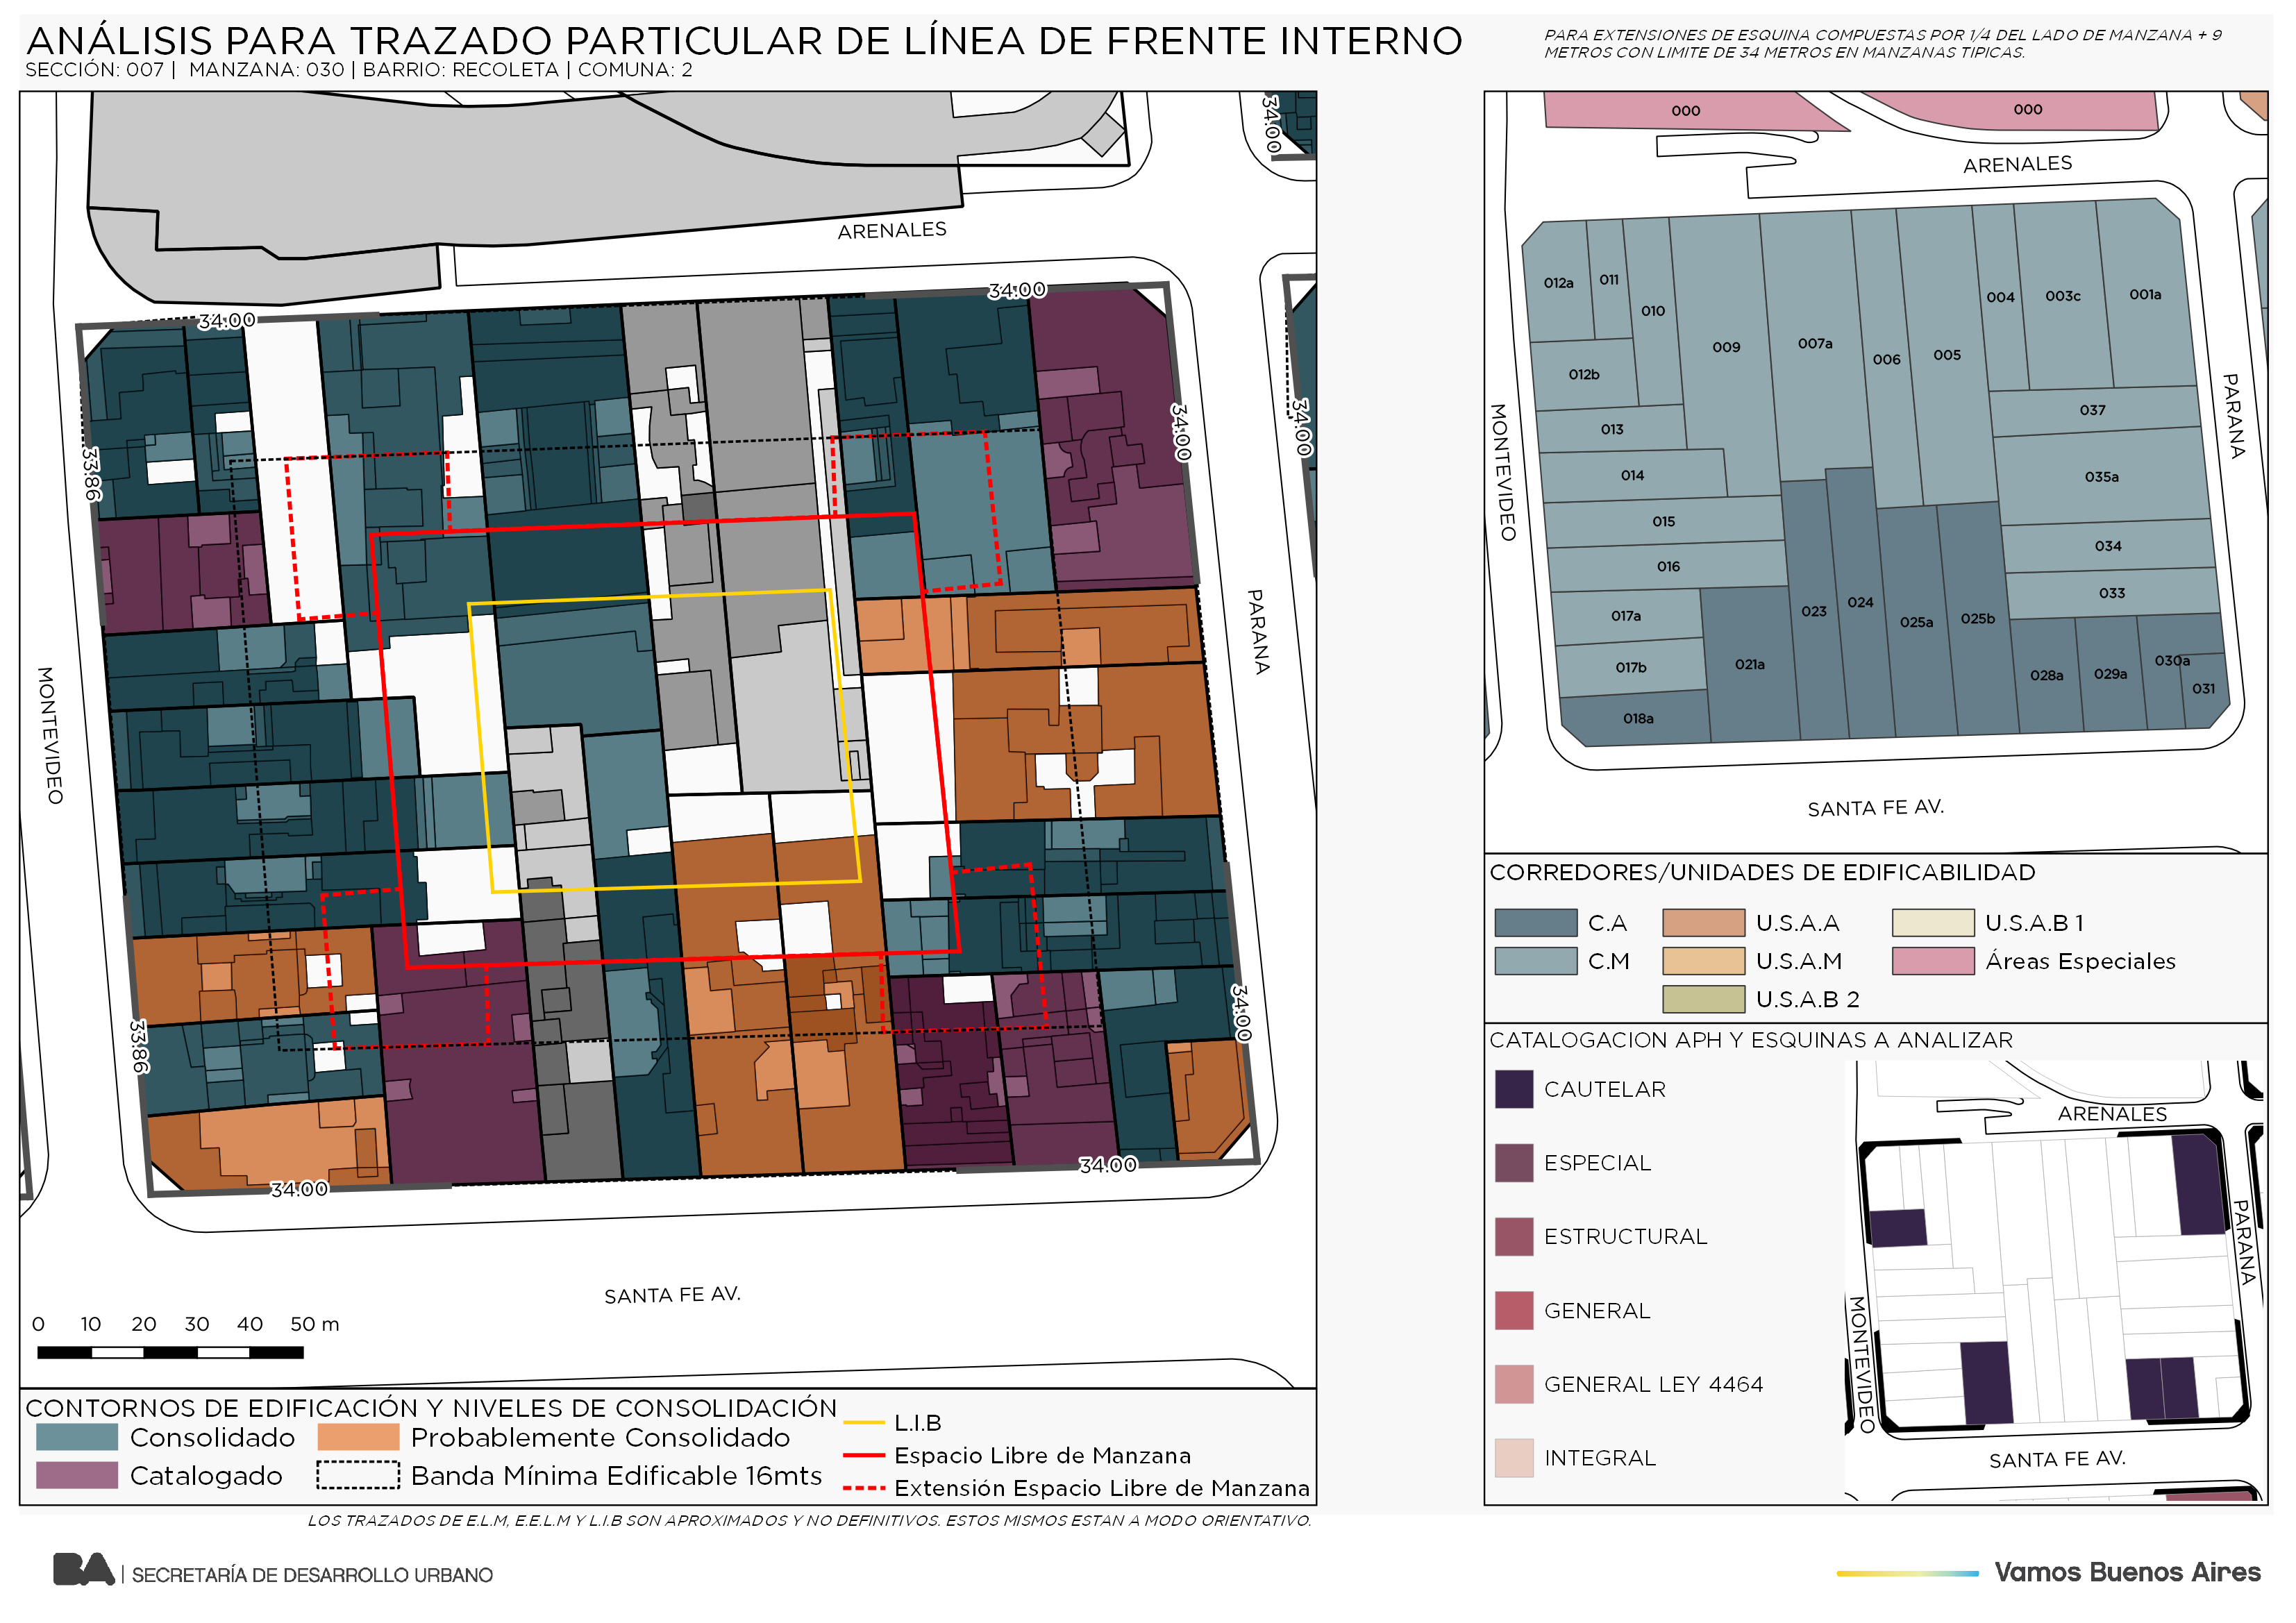 ANÁLISIS PARA TRAZADO PARTICULAR DE LÍNEA DE FRENTE INTERNO
SECCIÓN: 007 | MANZANA: 030 | BARRIO: RECOLETA | COMUNA: 2
PARA EXTENSIONES DE ESQUINA COMPUESTAS POR 1/4 DEL LADO DE MANZANA + 9
METROS CON LIMITE DE 34 METROS EN MANZANAS TIPICAS.
34.00
ARENALES
34.00
34.00
34.00
34.00
33.86
MONTEVIDEO
PARANA
33.86
34.00
34.00
34.00
SANTA FE AV.
0 10 20 30 40 50 m
CONTORNOS DE EDIFICACIÓN Y NIVELES DE CONSOLIDACIÓN
Consolidado
Probablemente Consolidado
Catalogado
Banda Mínima Edificable 16mts
L.I.B
Espacio Libre de Manzana
Extensión Espacio Libre de Manzana
LOS TRAZADOS DE E.L.M, E.E.L.M Y L.I.B SON APROXIMADOS Y NO DEFINITIVOS. ESTOS MISMOS ESTAN A MODO ORIENTATIVO.
000
000
ARENALES
012a
011
010
009
007a
006
005
004
003c
001a
012b
013
014
015
016
017a
017b
018a
021a
023
024
025a
025b
037
035a
034
033
028a
029a
030a
031
MONTEVIDEO
PARANA
SANTA FE AV.
CORREDORES/UNIDADES DE EDIFICABILIDAD
C.A
U.S.A.A
U.S.A.B 1
C.M
U.S.A.M
Áreas Especiales
U.S.A.B 2
CATALOGACION APH Y ESQUINAS A ANALIZAR
CAUTELAR
ESPECIAL
ESTRUCTURAL
GENERAL
GENERAL LEY 4464
INTEGRAL
ARENALES
PARANA
MONTEVIDEO
SANTA FE AV.
BA | SECRETARÍA DE DESARROLLO URBANO
Vamos Buenos Aires